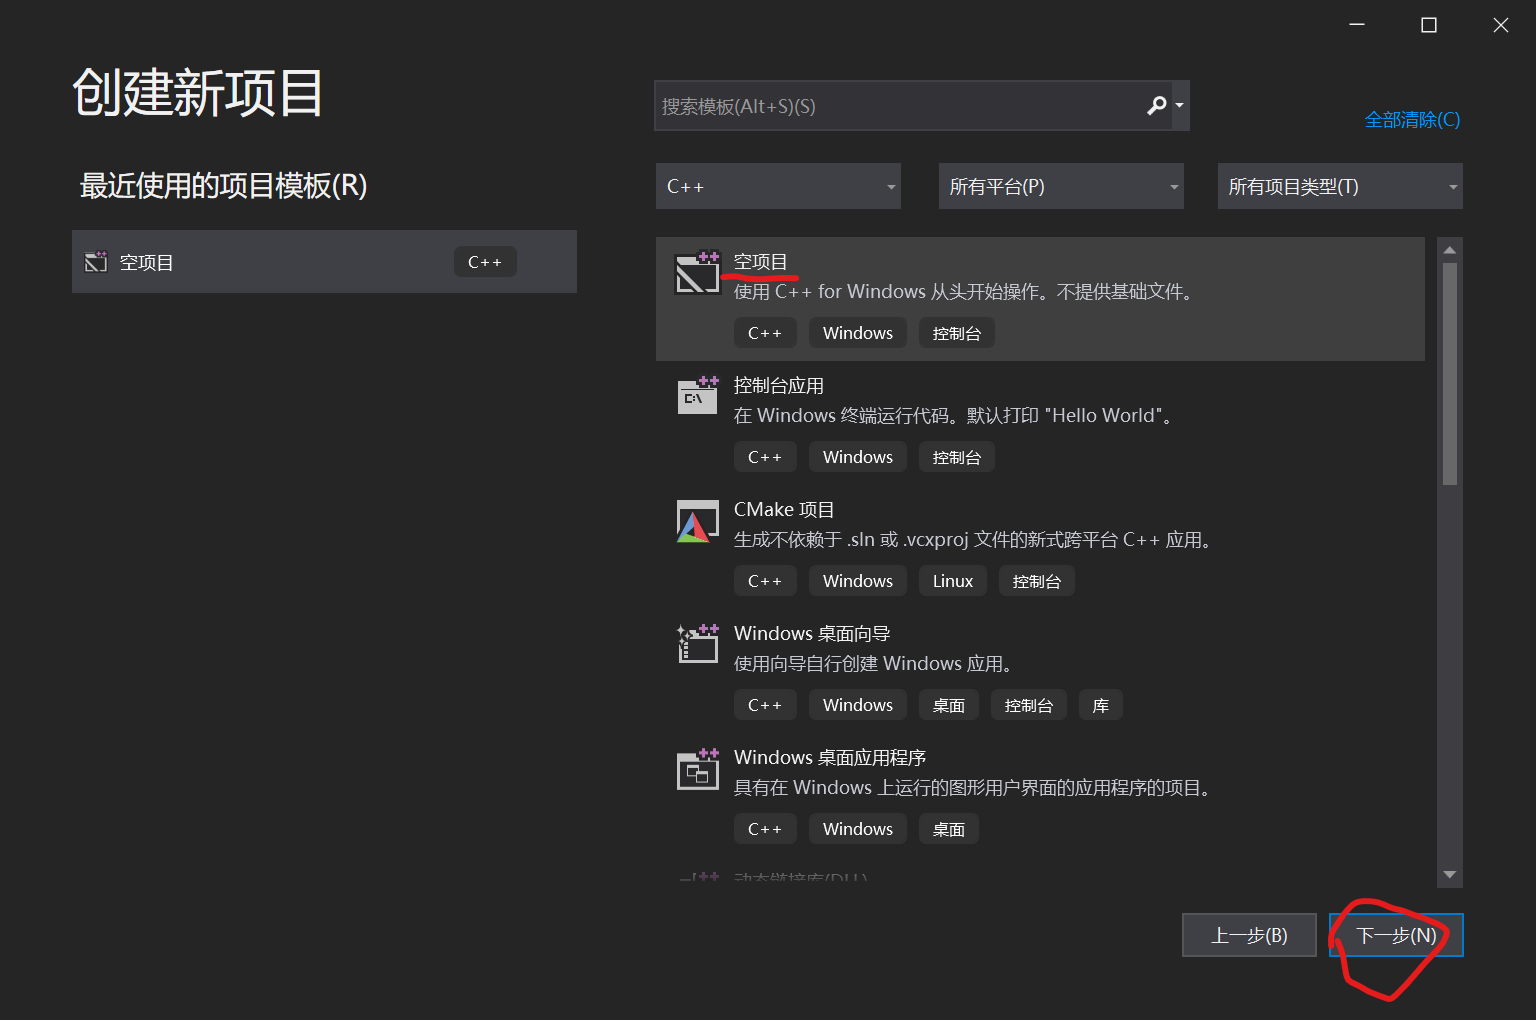 创建新项目
搜索模板(Alt+S)(S)
全部清除(C)
最近使用的项目模板(R)
C++
所有平台(P)
所有项目类型(T)
空项目
C++
空项目
使用 C++ for Windows 从头开始操作。不提供基础文件。
C++ Windows 控制台
控制台应用
C:\
在 Windows 终端运行代码。默认打印 "Hello World"。
C++ Windows 控制台
CMake 项目
生成不依赖于 .sln 或 .vcxproj 文件的新式跨平台 C++ 应用。
C++ Windows Linux 控制台
Windows 桌面向导
使用向导自行创建 Windows 应用。
C++ Windows 桌面 控制台 库
Windows 桌面应用程序
具有在 Windows 上运行的图形用户界面的应用程序的项目。
C++ Windows 桌面
动态链接库(DLL)
上一步(B)
下一步(N)